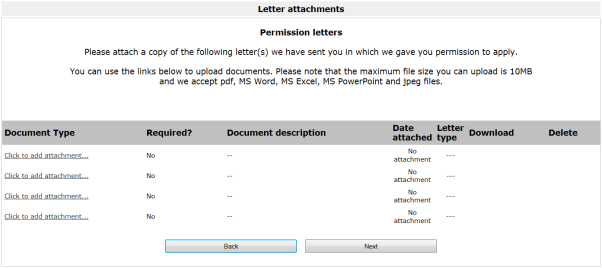 Letter attachments
Permission letters
Please attach a copy of the following letter(s) we have sent you in which we gave you permission to apply.
You can use the links below to upload documents. Please note that the maximum file size you can upload is 10MB
and we accept pdf, MS Word, MS Excel, MS PowerPoint and jpeg files.
Document Type Required? Document description Date attached Letter type Download Delete
Click to add attachment... No -- No attachment ---
Click to add attachment... No -- No attachment ---
Click to add attachment... No -- No attachment ---
Click to add attachment... No -- No attachment ---
Back Next